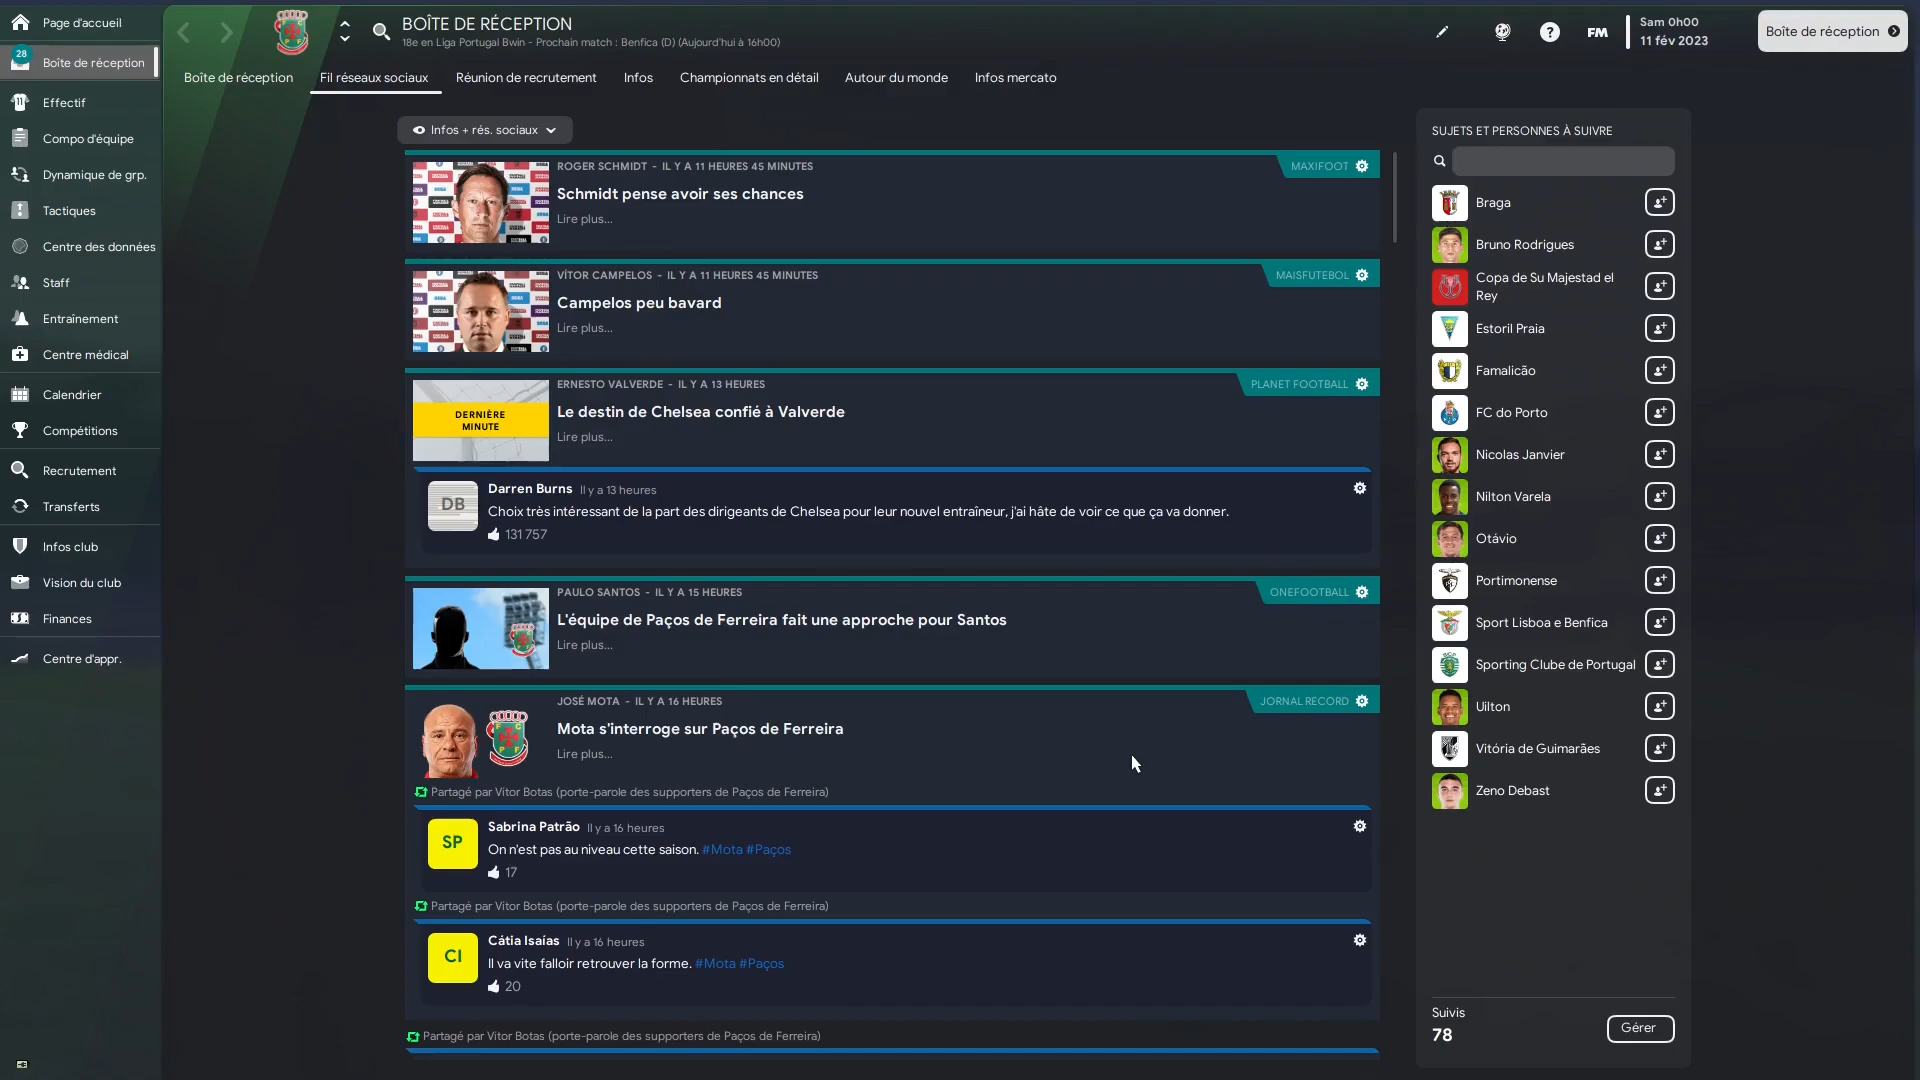 Page d'accueil
28
Boîte de réception
Effectif
Compo d'équipe
Dynamique de grp.
Tactiques
Centre des données
Staff
Entraînement
Centre médical
Calendrier
Compétitions
Recrutement
Transferts
Infos club
Vision du club
Finances
Centre d'appr.
BOÎTE DE RÉCEPTION
18e en Liga Portugal Bwin - Prochain match : Benfica (D) (Aujourd'hui à 16h00)
FM
Sam 0h00
11 fév 2023
Boîte de réception
Boîte de réception
Fil réseaux sociaux
Réunion de recrutement
Infos
Championnats en détail
Autour du monde
Infos mercato
Infos + rés. sociaux
ROGER SCHMIDT - IL Y A 11 HEURES 45 MINUTES
MAXIFOOT
Schmidt pense avoir ses chances
Lire plus...
VÍTOR CAMPELOS - IL Y A 11 HEURES 45 MINUTES
MAISFUTEBOL
Campelos peu bavard
Lire plus...
ERNESTO VALVERDE - IL Y A 13 HEURES
PLANET FOOTBALL
DERNIÈRE
MINUTE
Le destin de Chelsea confié à Valverde
Lire plus...
DB
Darren Burns Il y a 13 heures
Choix très intéressant de la part des dirigeants de Chelsea pour leur nouvel entraîneur, j'ai hâte de voir ce que ça va donner.
131 757
PAULO SANTOS - IL Y A 15 HEURES
ONEFOOTBALL
L'équipe de Paços de Ferreira fait une approche pour Santos
Lire plus...
JOSÉ MOTA - IL Y A 16 HEURES
JORNAL RECORD
Mota s'interroge sur Paços de Ferreira
Lire plus...
Partagé par Vítor Botas (porte-parole des supporters de Paços de Ferreira)
SP
Sabrina Patrão Il y a 16 heures
On n'est pas au niveau cette saison. #Mota #Paços
17
Partagé par Vítor Botas (porte-parole des supporters de Paços de Ferreira)
CI
Cátia Isaías Il y a 16 heures
Il va vite falloir retrouver la forme. #Mota #Paços
20
Partagé par Vítor Botas (porte-parole des supporters de Paços de Ferreira)
SUJETS ET PERSONNES À SUIVRE
Braga
Bruno Rodrigues
Copa de Su Majestad el
Rey
Estoril Praia
Famalicão
FC do Porto
Nicolas Janvier
Nilton Varela
Otávio
Portimonense
Sport Lisboa e Benfica
Sporting Clube de Portugal
Uilton
Vitória de Guimarães
Zeno Debast
Suivis
78
Gérer